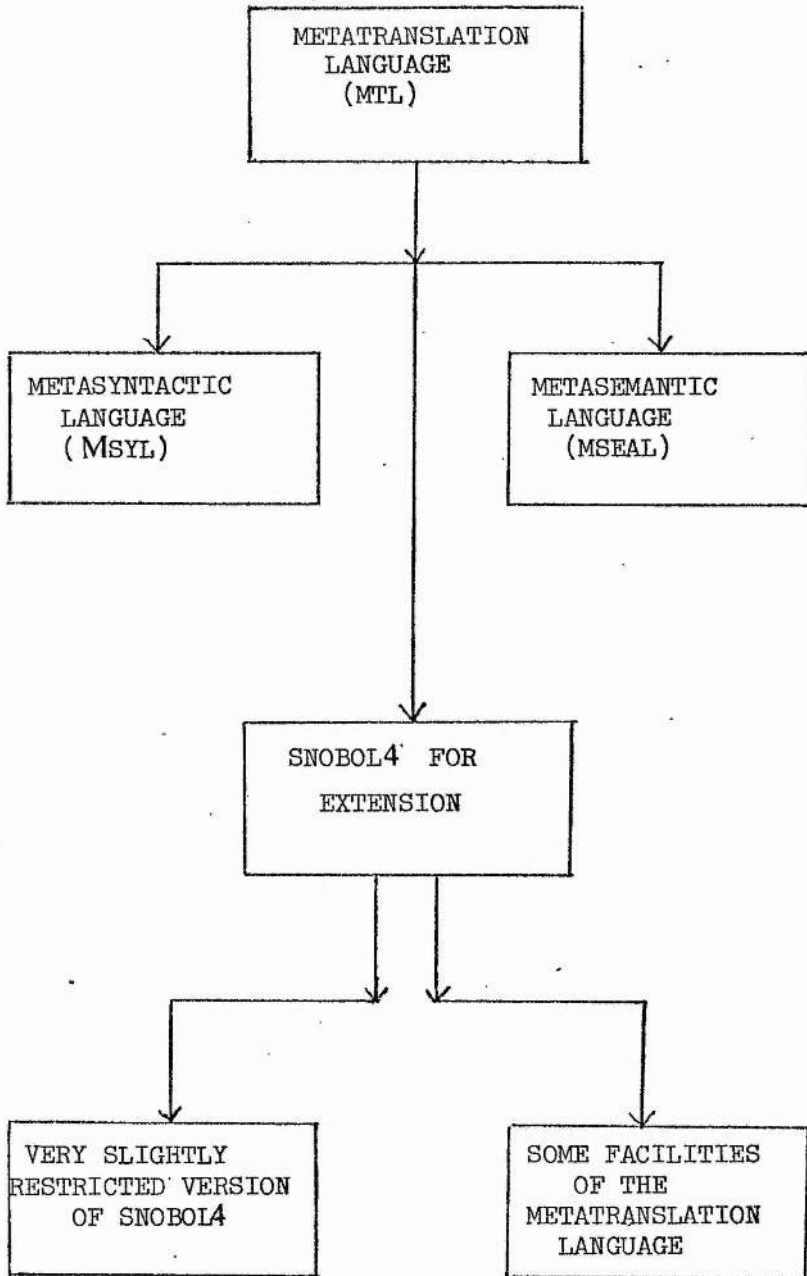 METATRANSLATION
LANGUAGE
(MTL)
METASYNTACTIC
LANGUAGE
(MSYL)
METASEMANTIC
LANGUAGE
(MSEAL)
SNOBOL4 FOR
EXTENSION
VERY SLIGHTLY
RESTRICTED VERSION
OF SNOBOL4
SOME FACILITIES
OF THE
METATRANSLATION
LANGUAGE